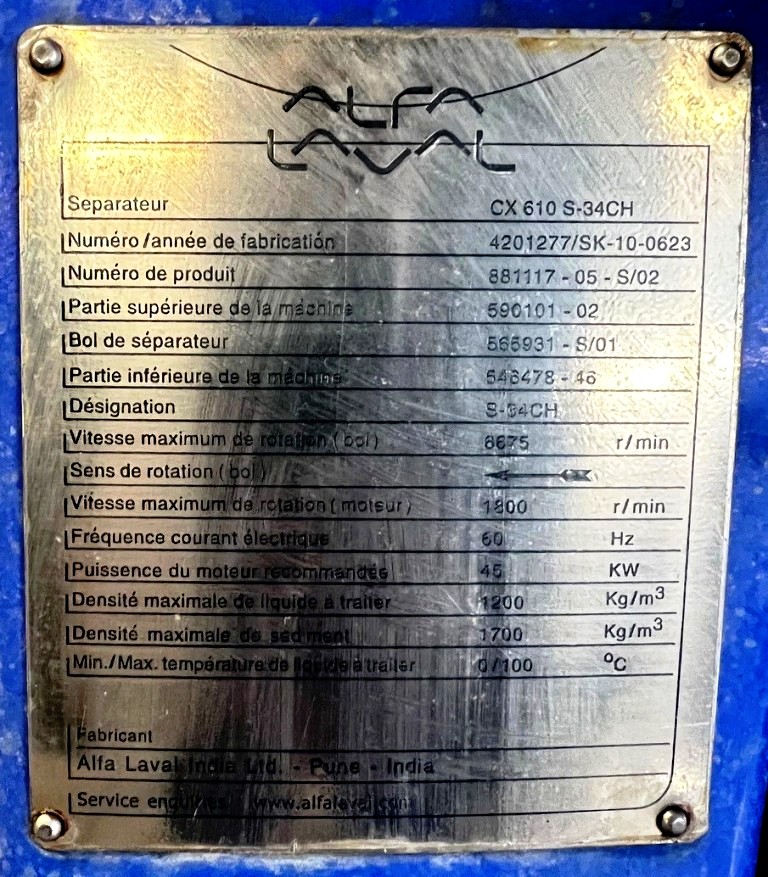 ALFA
LAVAL
Separateur CX 610 S-34CH
Numéro/année de fabricatión 4201277/SK-10-0623
Numéro de produit 881117 - 05 - S/02
Partie supérieure de la machine 590101 - 02
Bol de séparateur 565931 - S/01
Partie inférieure de la machine 546478 - 46
Désignation S-34CH
Vitesse maximum de rotation ( bol ) 8675 r/min
Sens de rotation ( bol )
Vitesse maximum de rotation ( moteur ) 1800 r/min
Fréquence courant électrique 60 Hz
Puissence du moteur recommandés 45 KW
Densité maximale de liquide à traiter 1200 Kg/m³
Densité maximale de sediment 1700 Kg/m³
Min./Max. température de liquide à traiter 0/100 °C
Fabricant
Alfa Laval India Ltd. - Pune - India
Service enquiries www.alfalaval.com